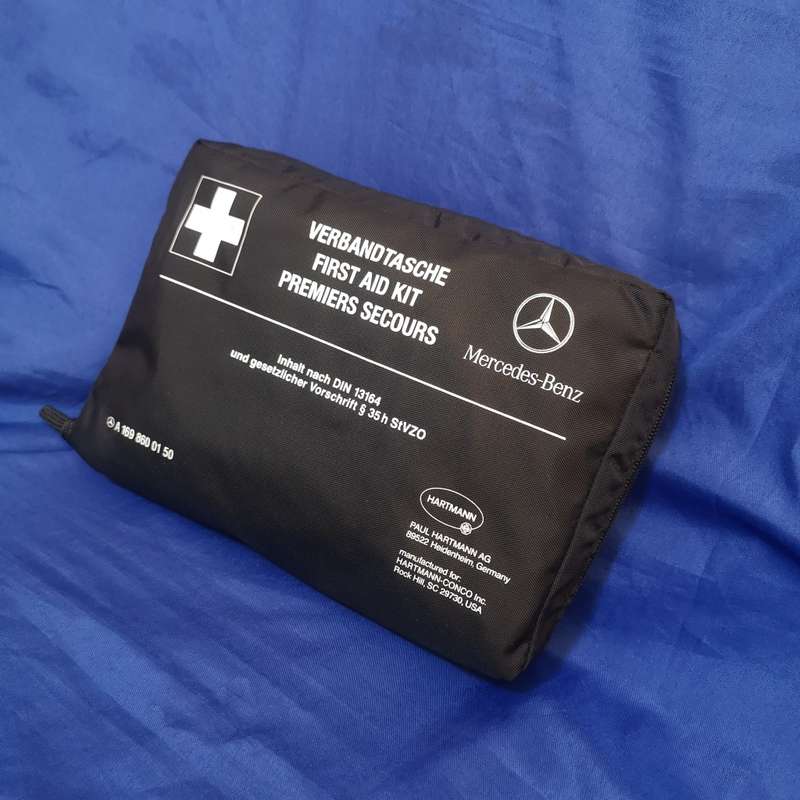 VERBANDTASCHE
FIRST AID KIT
PREMIERS SECOURS
Mercedes-Benz
Inhalt nach DIN 13164
und gesetzlicher Vorschrift § 35 h StVZO
A 169 860 01 50
HARTMANN
PAUL HARTMANN AG
89522 Heidenheim, Germany
manufactured for:
HARTMANN-CONCO Inc.
Rock Hill, SC 29730, USA